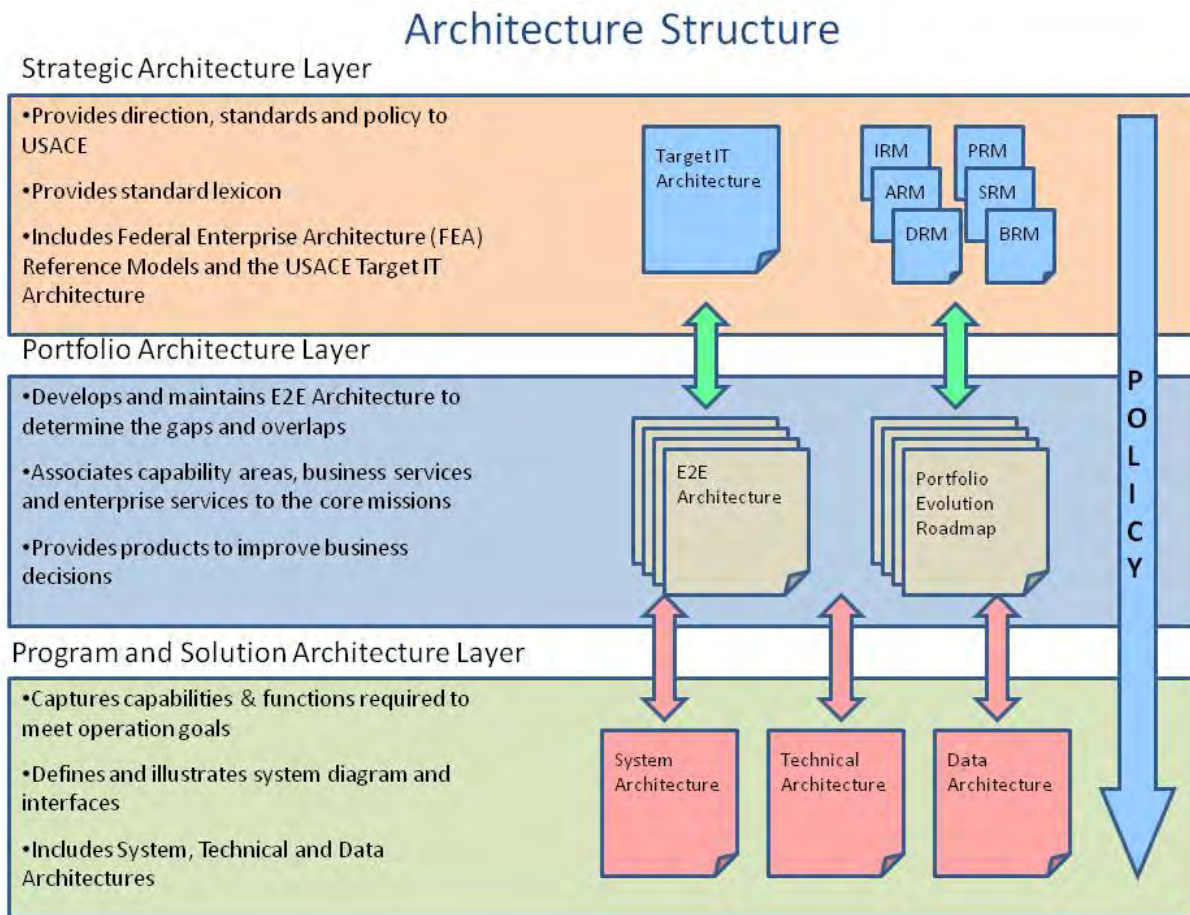 Architecture Structure
Strategic Architecture Layer
•Provides direction, standards and policy to
USACE
•Provides standard lexicon
•Includes Federal Enterprise Architecture (FEA)
Reference Models and the USACE Target IT
Architecture
Target IT
Architecture
IRM
ARM
DRM
PRM
SRM
BRM
Portfolio Architecture Layer
•Develops and maintains E2E Architecture to
determine the gaps and overlaps
•Associates capability areas, business services
and enterprise services to the core missions
•Provides products to improve business
decisions
E2E
Architecture
Portfolio
Evolution
Roadmap
POLICY
Program and Solution Architecture Layer
•Captures capabilities & functions required to
meet operation goals
•Defines and illustrates system diagram and
interfaces
•Includes System, Technical and Data
Architectures
System
Architecture
Technical
Architecture
Data
Architecture